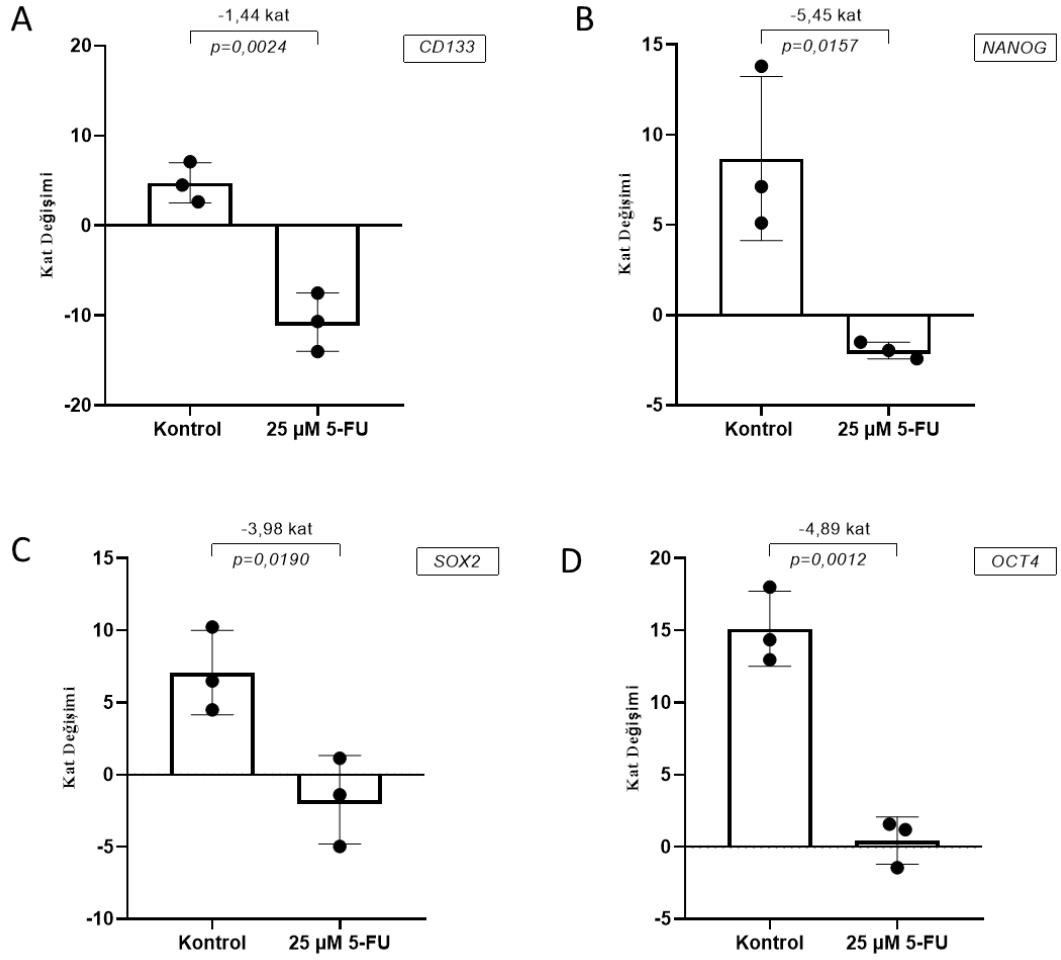 A
-1,44 kat
p=0,0024
CD133
20
10
0
-10
-20
Kat Değişimi
Kontrol
25 µM 5-FU
B
-5,45 kat
p=0,0157
NANOG
15
10
5
0
-5
Kat Değişimi
Kontrol
25 µM 5-FU
C
-3,98 kat
p=0,0190
SOX2
15
10
5
0
-5
-10
Kat Değişimi
Kontrol
25 µM 5-FU
D
-4,89 kat
p=0,0012
OCT4
20
15
10
5
0
-5
Kat Değişimi
Kontrol
25 µM 5-FU